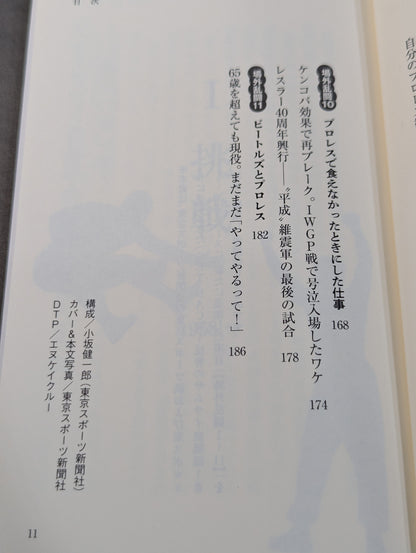 自分のプロレ
目次
場外乱闘10 プロレスで食えなかったときにした仕事 168
ケンコバ効果で再ブレーク。IWGP戦で号泣入場したワケ 174
レスラー40周年興行――“平成”維震軍の最後の試合 178
場外乱闘11 ビートルズとプロレス 182
65歳を超えても現役。まだまだ「やってやるって！」 186
構成／小坂健一郎（東京スポーツ新聞社）
カバー＆本文写真／東京スポーツ新聞社
DTP／エヌケイクルー
11